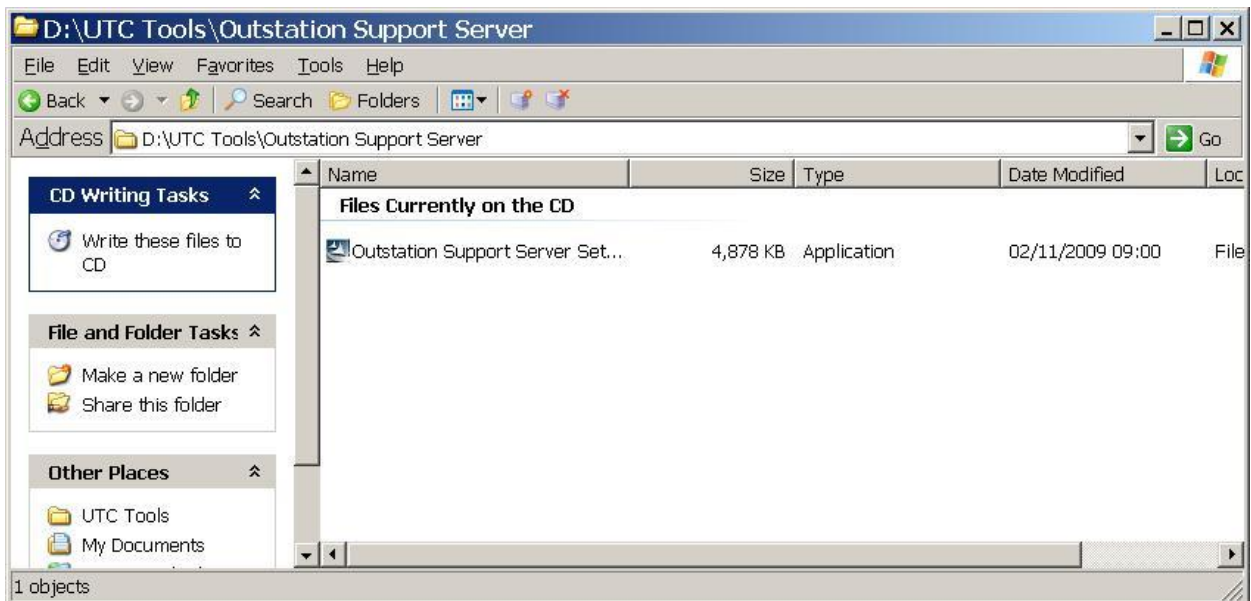 D:\UTC Tools\Outstation Support Server
File Edit View Favorites Tools Help
Back Search Folders
Address D:\UTC Tools\Outstation Support Server Go
CD Writing Tasks
Write these files to
CD
File and Folder Tasks
Make a new folder
Share this folder
Other Places
UTC Tools
My Documents
Name Size Type Date Modified Loc
Files Currently on the CD
Outstation Support Server Set... 4,878 KB Application 02/11/2009 09:00 File
1 objects